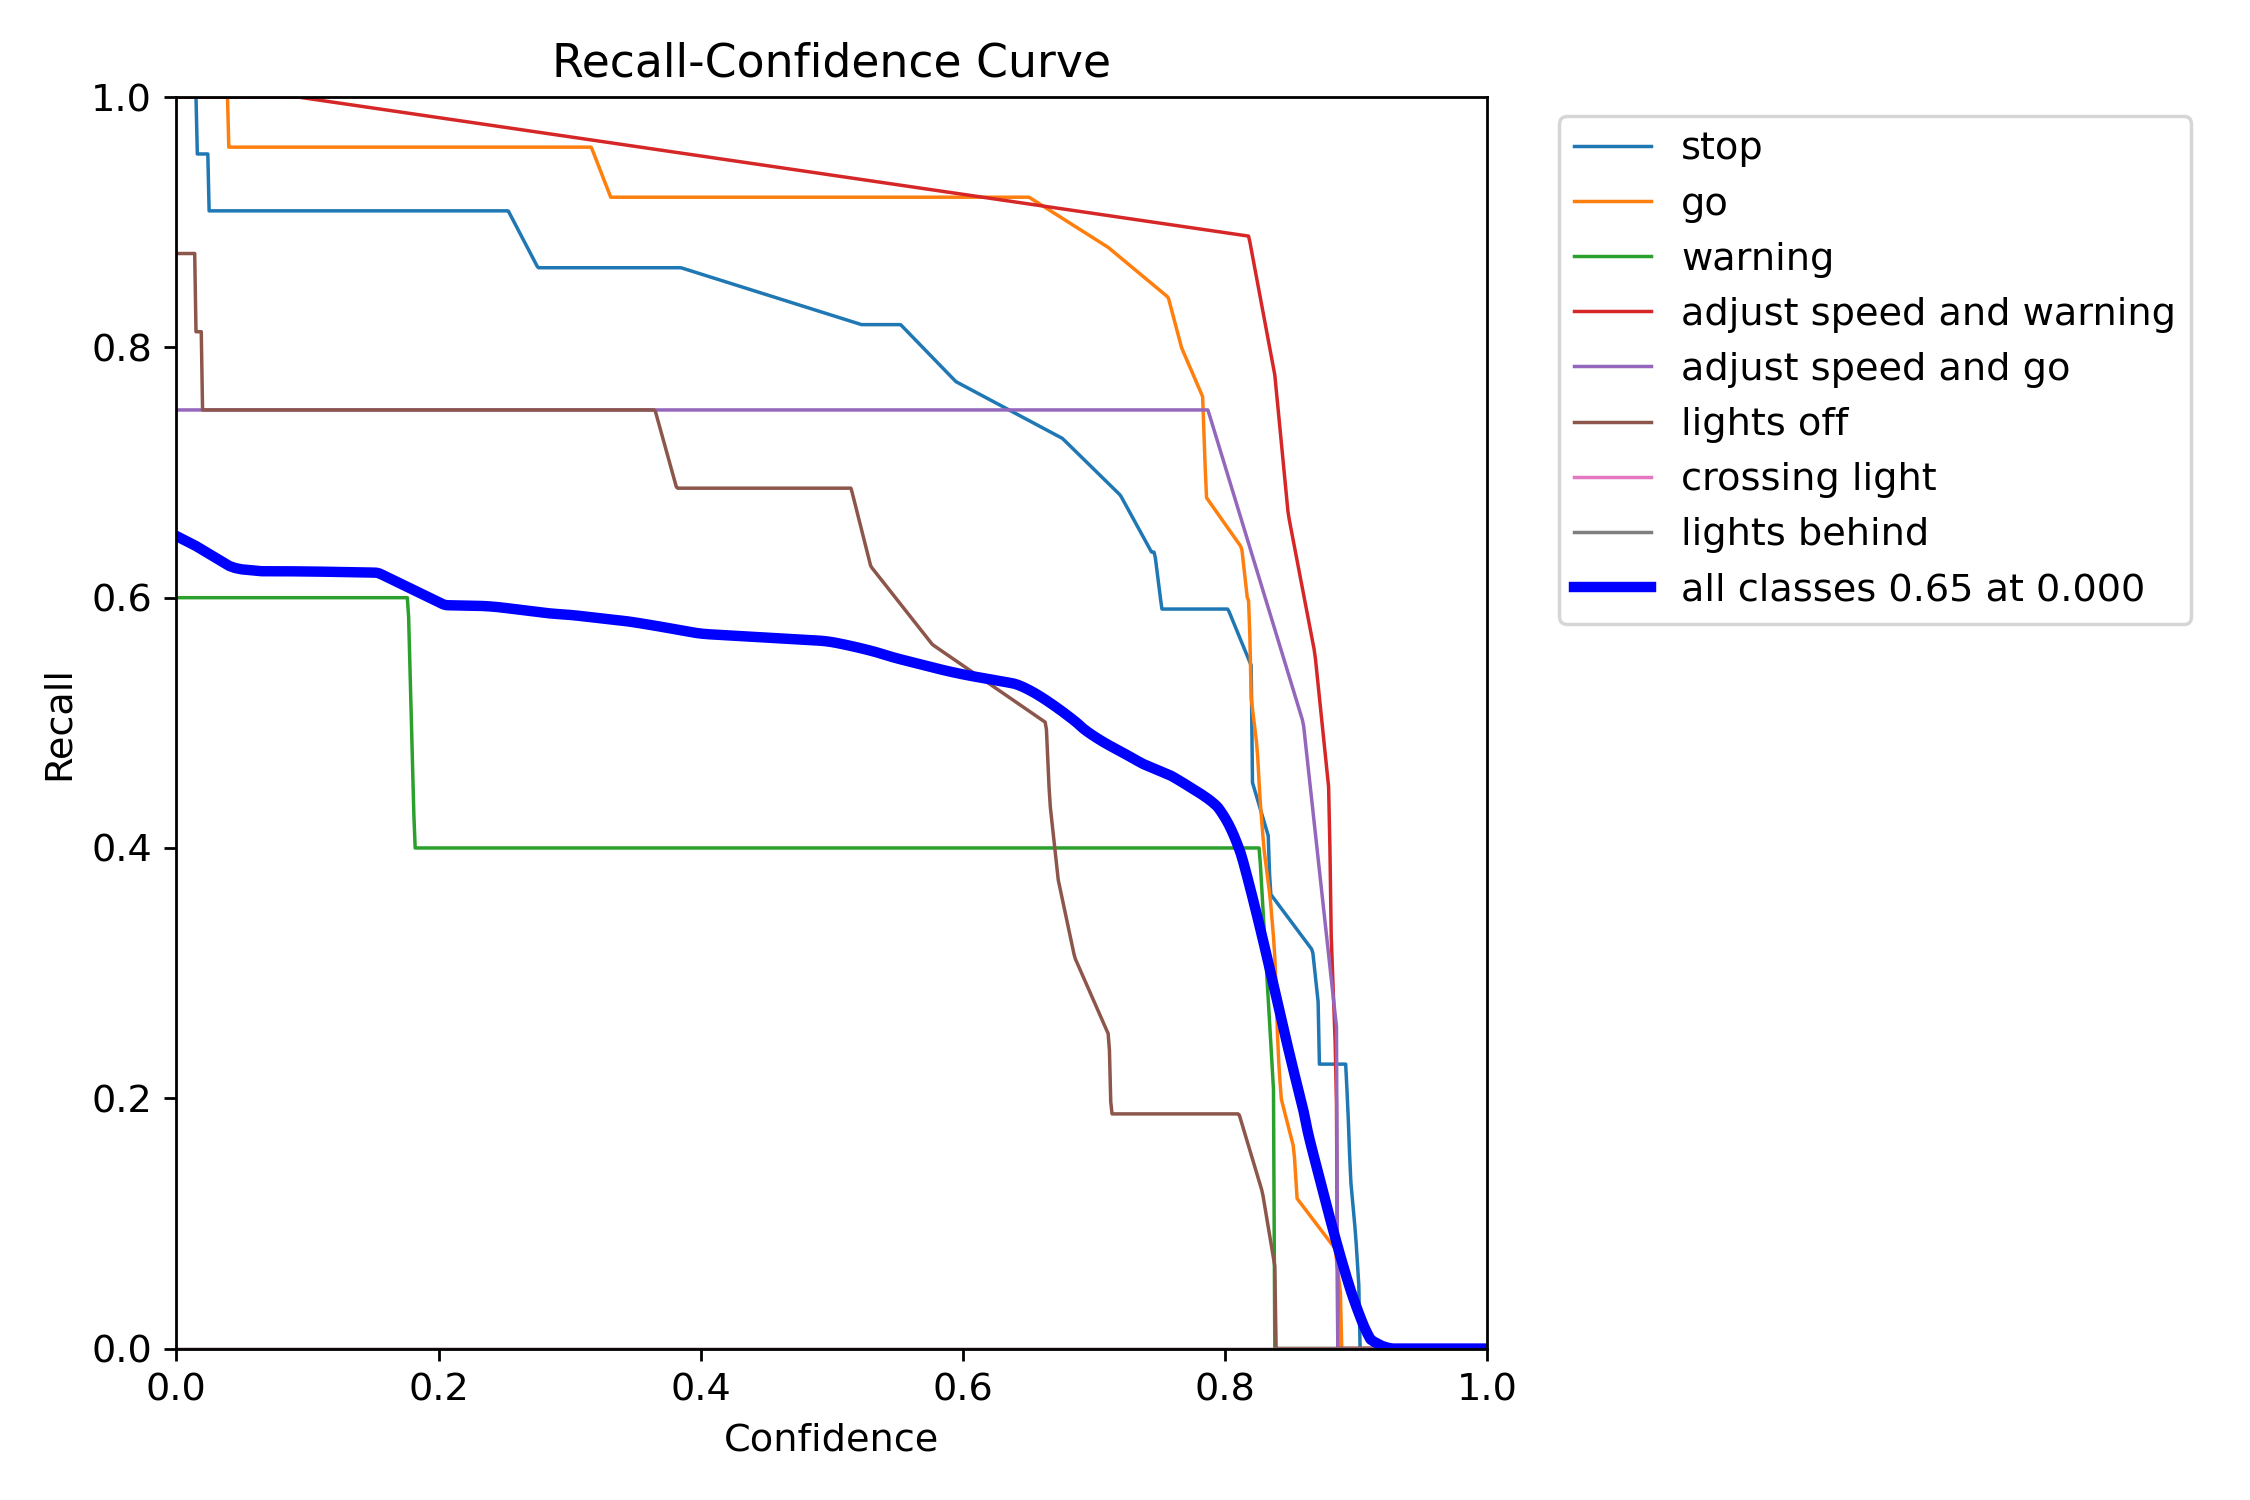 Recall-Confidence Curve
1.0
0.8
0.6
0.4
0.2
0.0
Recall
0.0 0.2 0.4 0.6 0.8 1.0
Confidence
stop
go
warning
adjust speed and warning
adjust speed and go
lights off
crossing light
lights behind
all classes 0.65 at 0.000